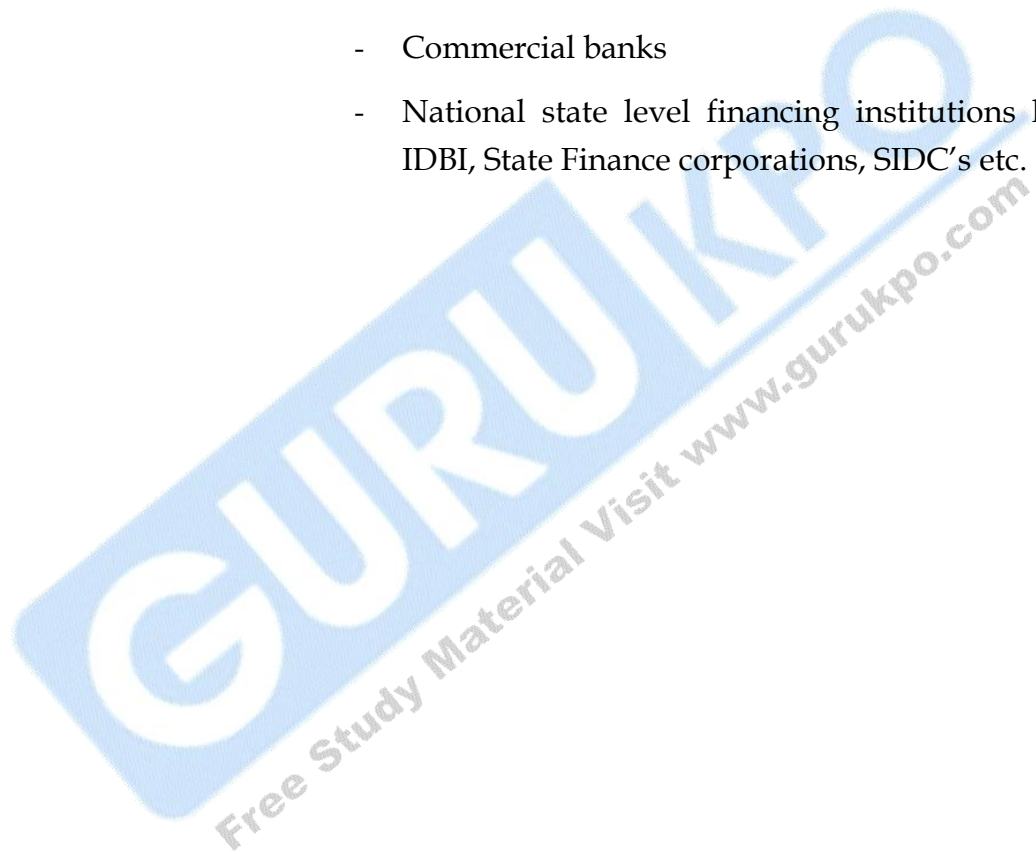 - Commercial banks
- National state level financing institutions
IDBI, State Finance corporations, SIDC's etc.
GURUKPO
Free Study Material Visit www.gurukpo.com